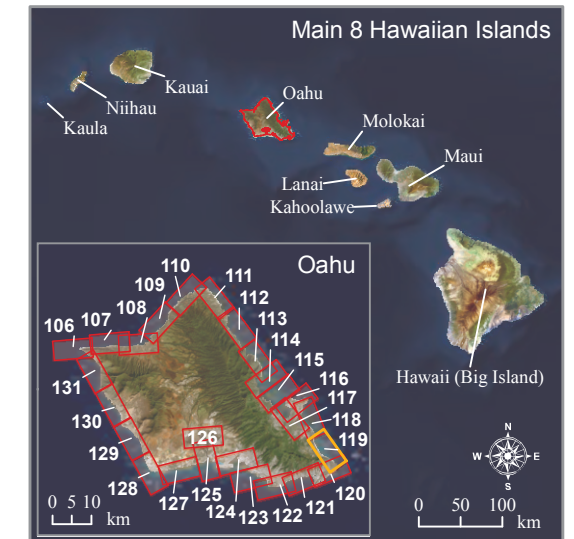 Main 8 Hawaiian Islands
Kauai
Niihau
Kaula
Oahu
Molokai
Maui
Lanai
Kahoolawe
Hawaii (Big Island)
Oahu
110
111
109
112
108
107
106
113
114
115
116
117
118
119
131
130
129
128
127
126
125
124
123
122
121
120
0 5 10
km
N
W E
S
0 50 100
km